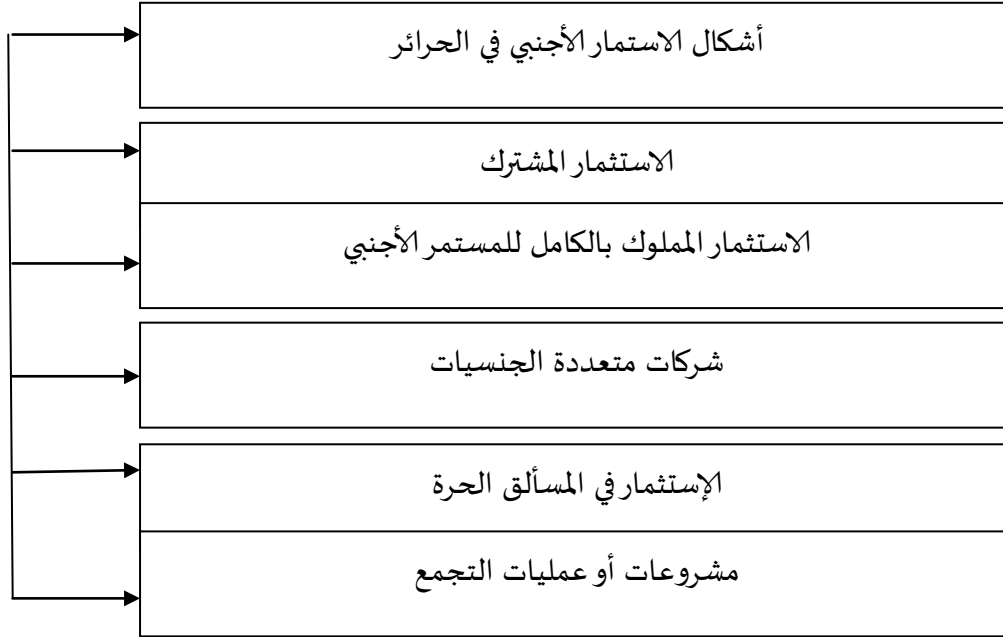 أشكال الاستمار الأجنبي في الحرائر
الاستثمار المشترك
الاستثمار المملوك بالكامل للمستمر الأجنبي
شركات متعددة الجنسيات
الإستثمار في المسألق الحرة
مشروعات أو عمليات التجمع